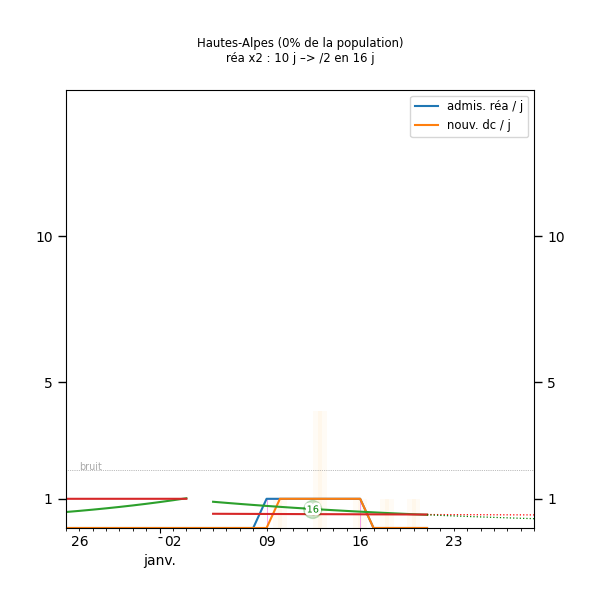 Hautes-Alpes (0% de la population)
réa x2 : 10 j –> /2 en 16 j
admis. réa / j
nouv. dc / j
10
10
5
5
bruit
1
1
16
26
02
09
16
23
janv.